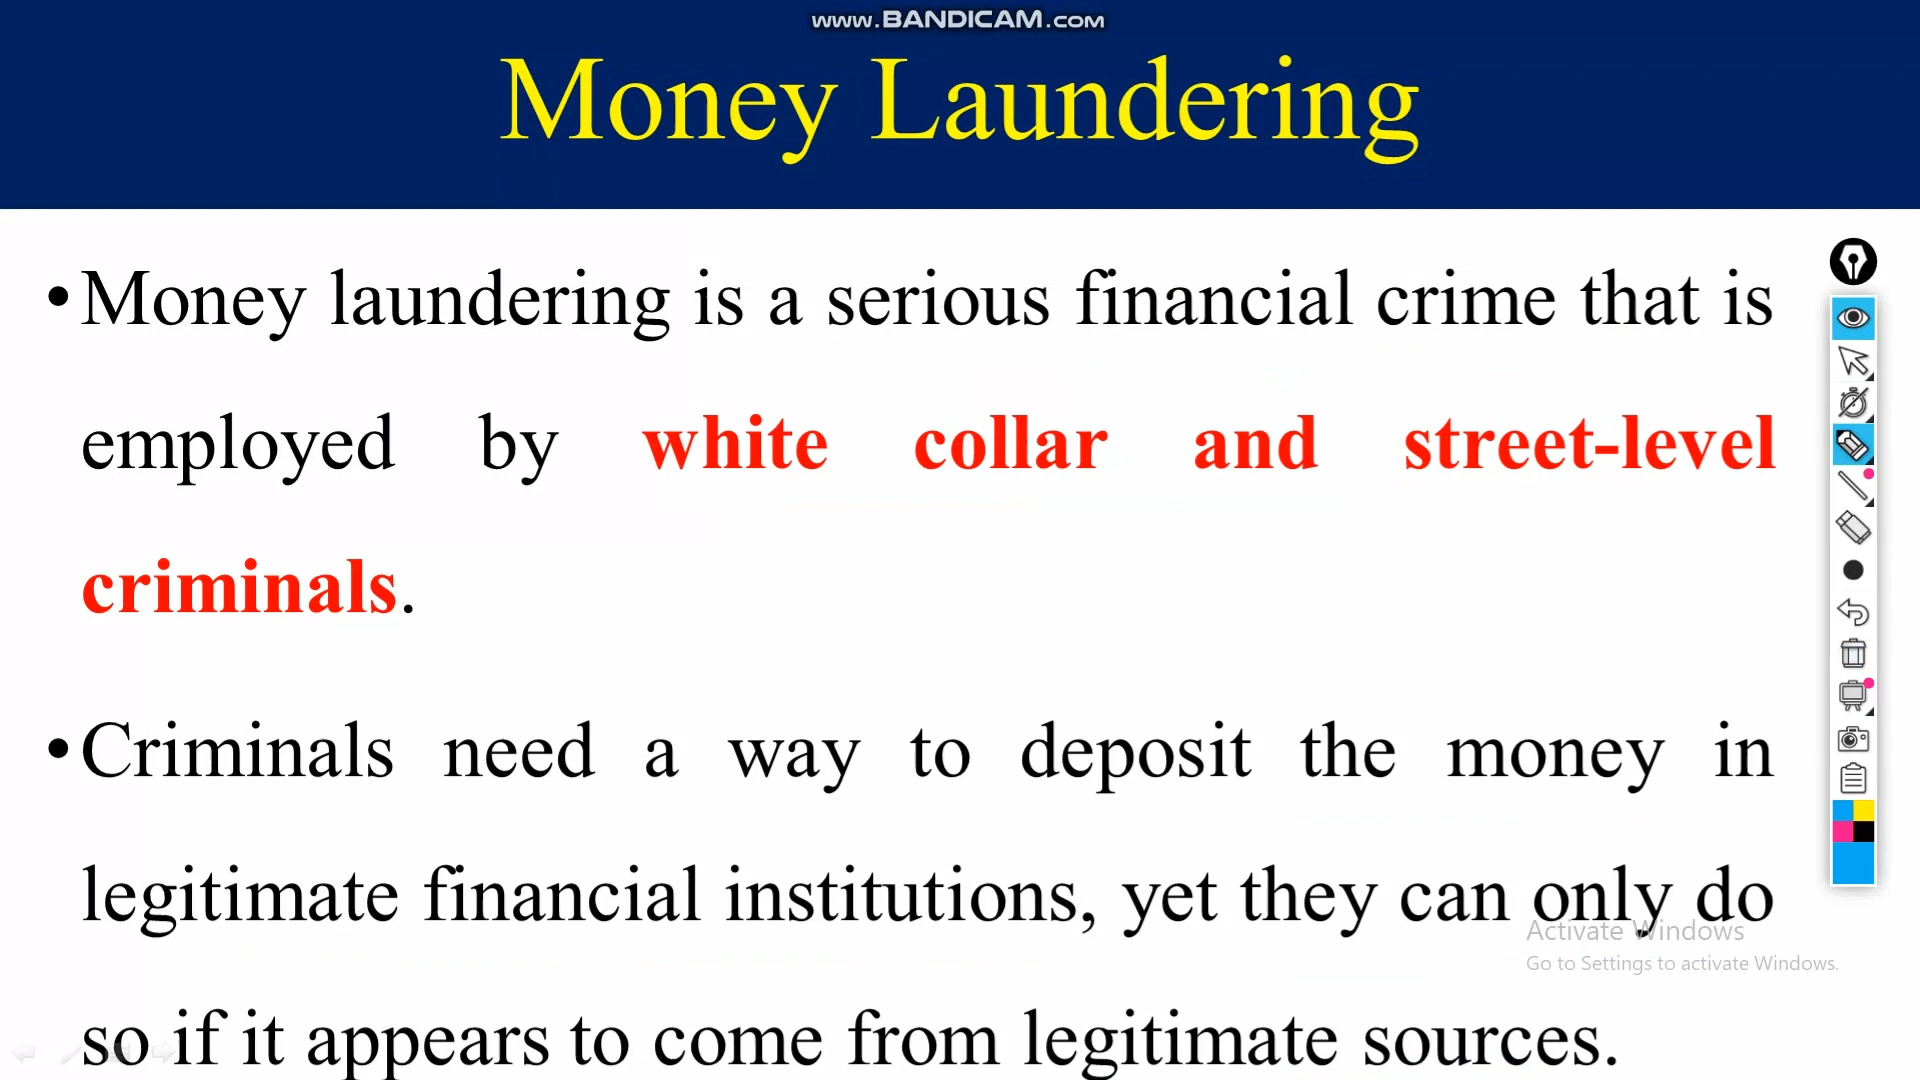 www.BANDICAM.com
Money Laundering
•Money laundering is a serious financial crime that is
employed by white collar and street-level
criminals.
•Criminals need a way to deposit the money in
legitimate financial institutions, yet they can only do
Activate Windows
Go to Settings to activate Windows.
so if it appears to come from legitimate sources.